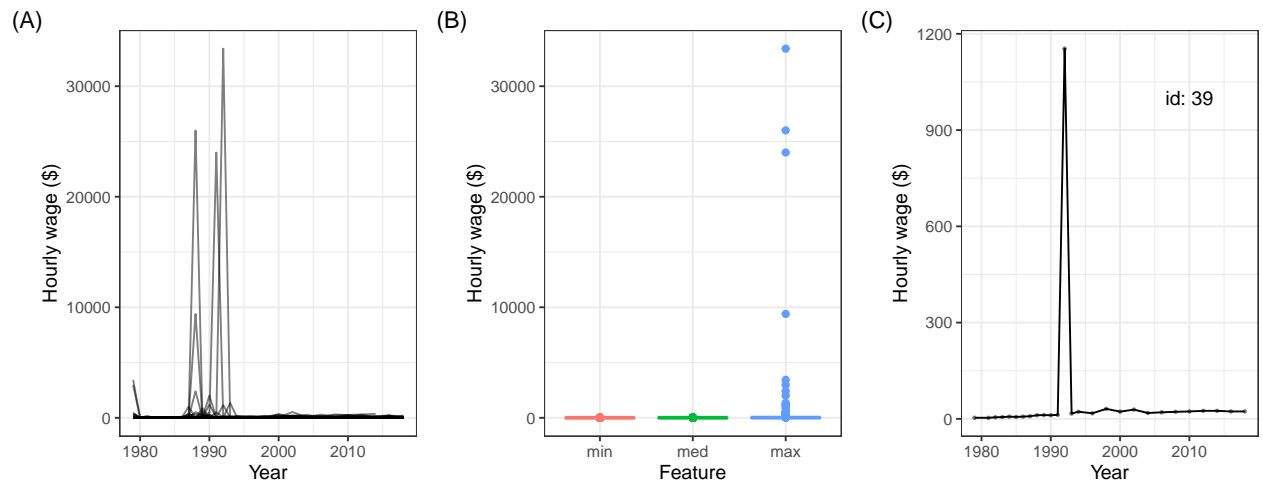 (A)
Hourly wage ($)
30000
20000
10000
0
1980 1990 2000 2010
Year
(B)
Hourly wage ($)
30000
20000
10000
0
min med max
Feature
(C)
Hourly wage ($)
1200
900
600
300
0
id: 39
1980 1990 2000 2010
Year